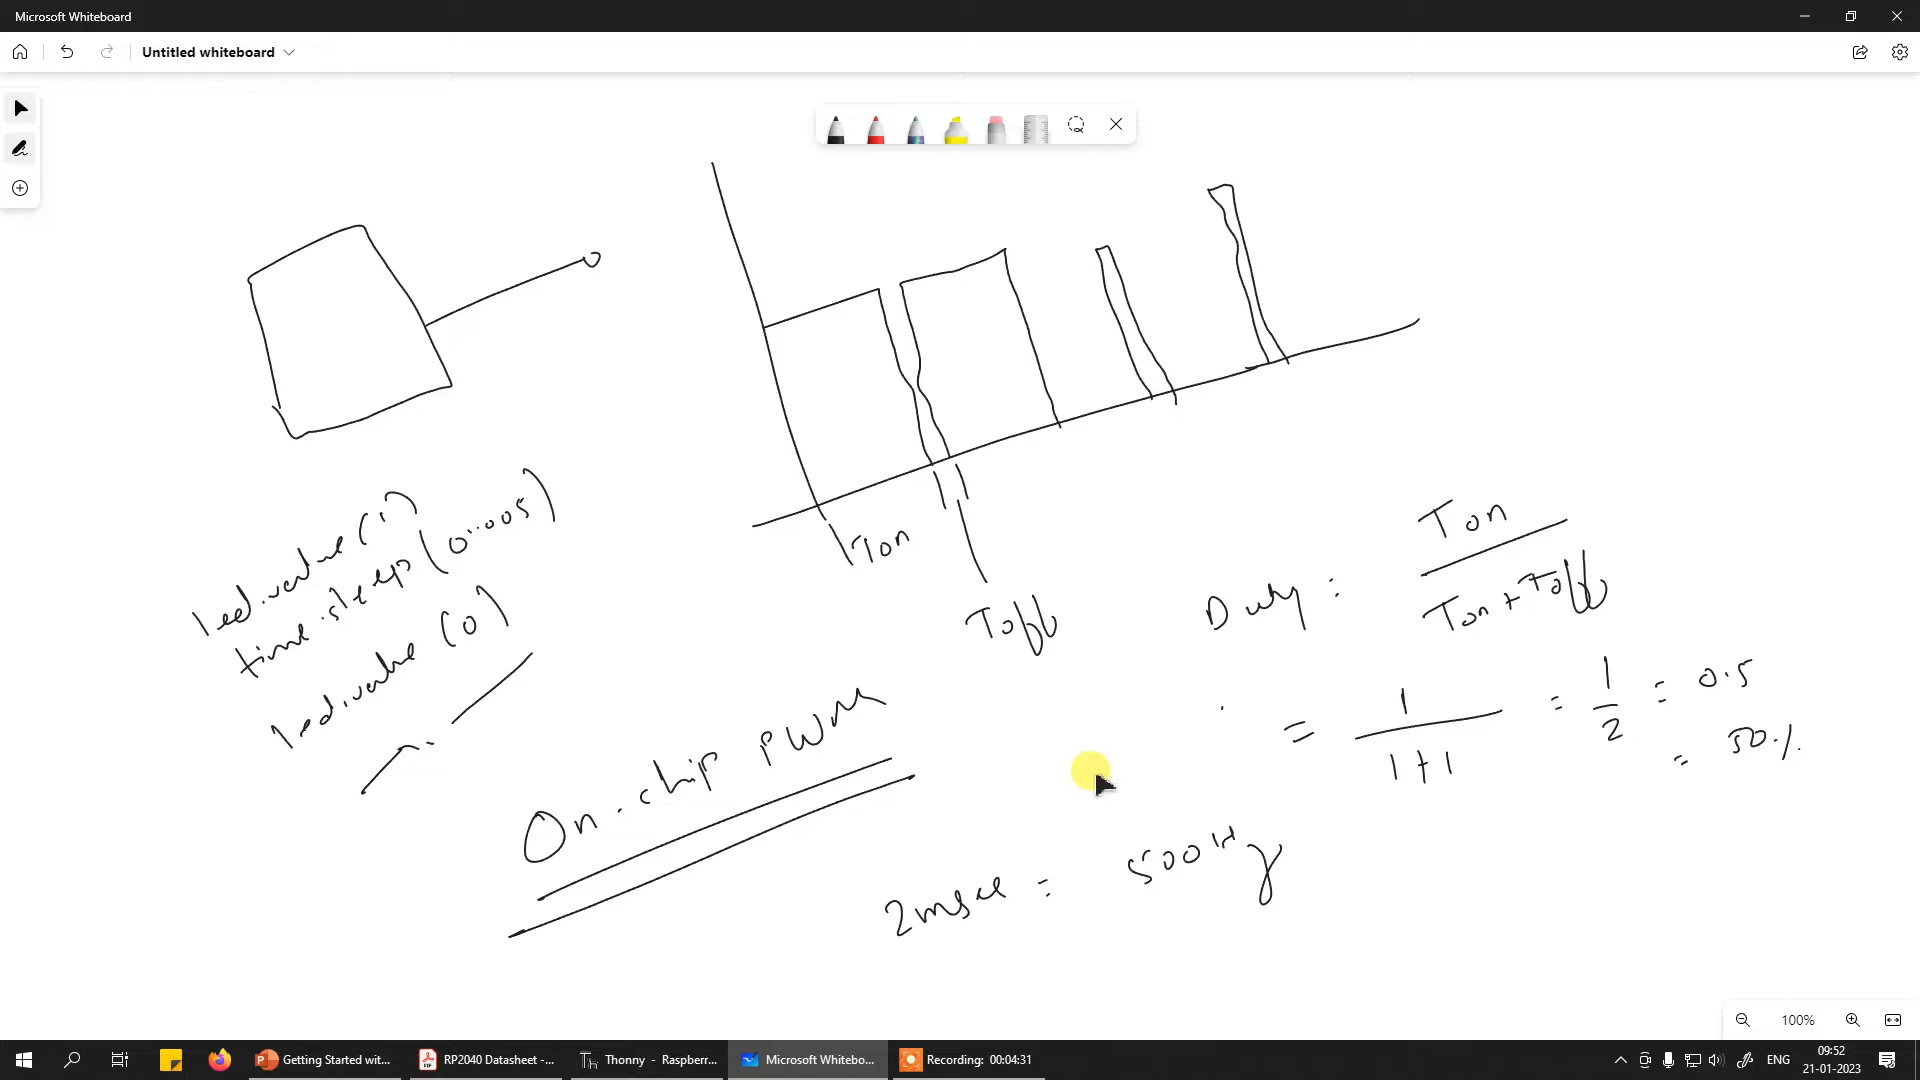 Microsoft Whiteboard
Untitled whiteboard
led.value(1)
time.sleep(0.005)
led.value(0)
Ton
Toff
On-chip PWM
Duty : Ton
Ton + Toff
= 1 = 1 = 0.5
1+1 2 = 50%
2msec = 500Hz
100%
Getting Started wit...
RP2040 Datasheet -...
Thonny - Raspberr...
Microsoft Whitebo...
Recording: 00:04:31
ENG
09:52
21-01-2023